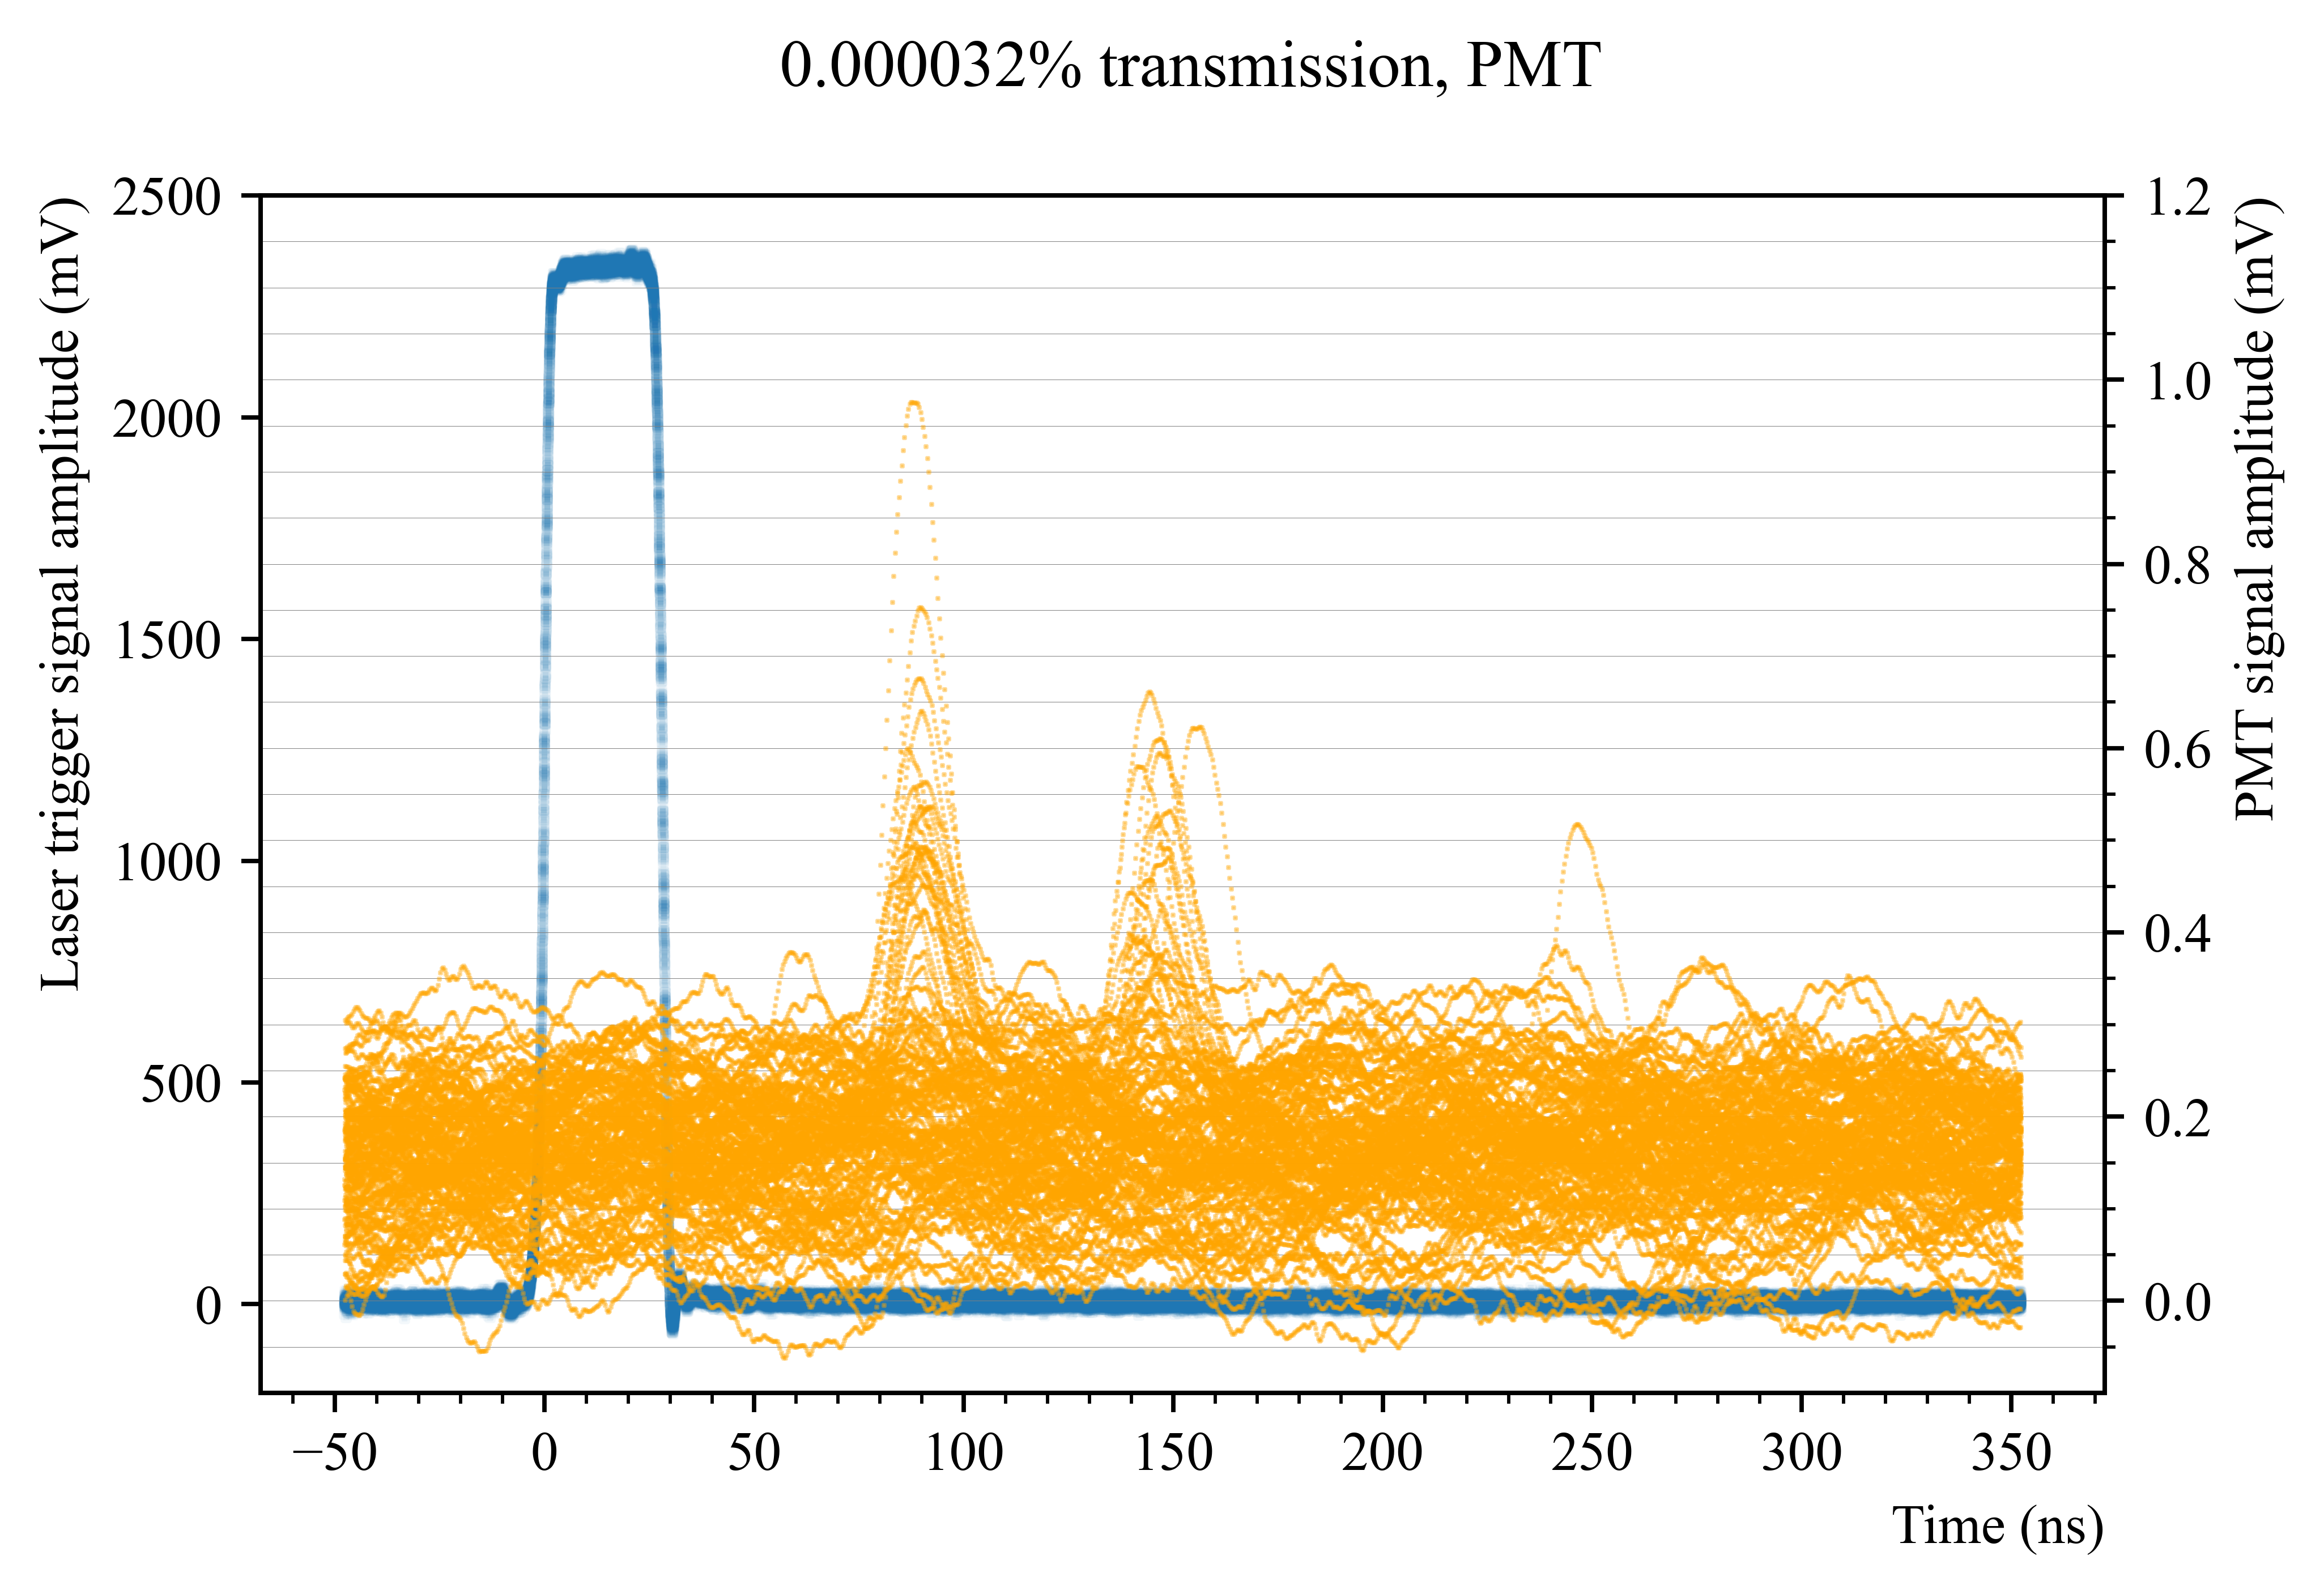 0.000032% transmission, PMT
Laser trigger signal amplitude (mV)
2500
2000
1500
1000
500
0
1.2
1.0
0.8
0.6
0.4
0.2
0.0
PMT signal amplitude (mV)
−50 0 50 100 150 200 250 300 350
Time (ns)